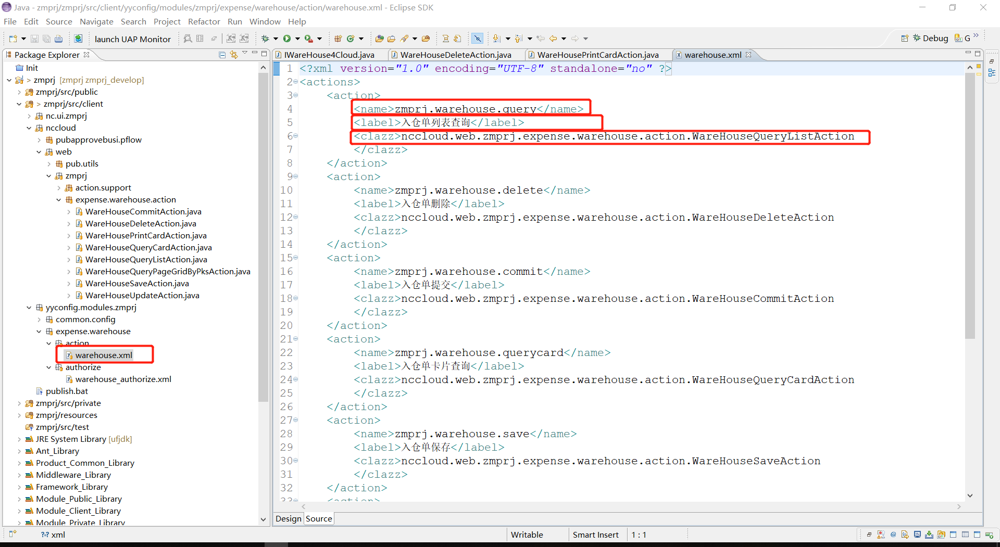 Java - zmprj/zmprj/src/client/yyconfig/modules/zmprj/expense/warehouse/action/warehouse.xml - Eclipse SDK
File Edit Source Navigate Search Project Refactor Run Window Help
launch UAP Monitor
Debug
G
»
Package Explorer
Init
> zmprj [zmprj zmprj_develop]
zmprj/src/public
> zmprj/src/client
nc.ui.zmprj
nccloud
pubapprovebusi.pflow
web
pub.utils
zmprj
action.support
expense.warehouse.action
WareHouseCommitAction.java
WareHouseDeleteAction.java
WareHousePrintCardAction.java
WareHouseQueryCardAction.java
WareHouseQueryListAction.java
WareHouseQueryPageGridByPksAction.java
WareHouseSaveAction.java
WareHouseUpdateAction.java
yyconfig.modules.zmprj
common.config
expense.warehouse
action
warehouse.xml
authorize
warehouse_authorize.xml
publish.bat
zmprj/src/private
zmprj/resources
zmprj/src/test
JRE System Library [ufjdk]
Ant_Library
Product_Common_Library
Middleware_Library
Framework_Library
Module_Public_Library
Module_Client_Library
Module_Private_Library
IWareHouse4Cloud.java
WareHouseDeleteAction.java
WareHousePrintCardAction.java
warehouse.xml
1 <?xml version="1.0" encoding="UTF-8" standalone="no" ?>
2 <actions>
3 <action>
4 <name>zmprj.warehouse.query</name>
5 <label>入仓单列表查询</label>
6 <clazz>nccloud.web.zmprj.expense.warehouse.action.WareHouseQueryListAction
7 </clazz>
8 </action>
9 <action>
10 <name>zmprj.warehouse.delete</name>
11 <label>入仓单删除</label>
12 <clazz>nccloud.web.zmprj.expense.warehouse.action.WareHouseDeleteAction
13 </clazz>
14 </action>
15 <action>
16 <name>zmprj.warehouse.commit</name>
17 <label>入仓单提交</label>
18 <clazz>nccloud.web.zmprj.expense.warehouse.action.WareHouseCommitAction
19 </clazz>
20 </action>
21 <action>
22 <name>zmprj.warehouse.querycard</name>
23 <label>入仓单卡片查询</label>
24 <clazz>nccloud.web.zmprj.expense.warehouse.action.WareHouseQueryCardAction
25 </clazz>
26 </action>
27 <action>
28 <name>zmprj.warehouse.save</name>
29 <label>入仓单保存</label>
30 <clazz>nccloud.web.zmprj.expense.warehouse.action.WareHouseSaveAction
31 </clazz>
32 </action>
33 <action>
Design Source
xml
Writable
Smart Insert
1 : 1